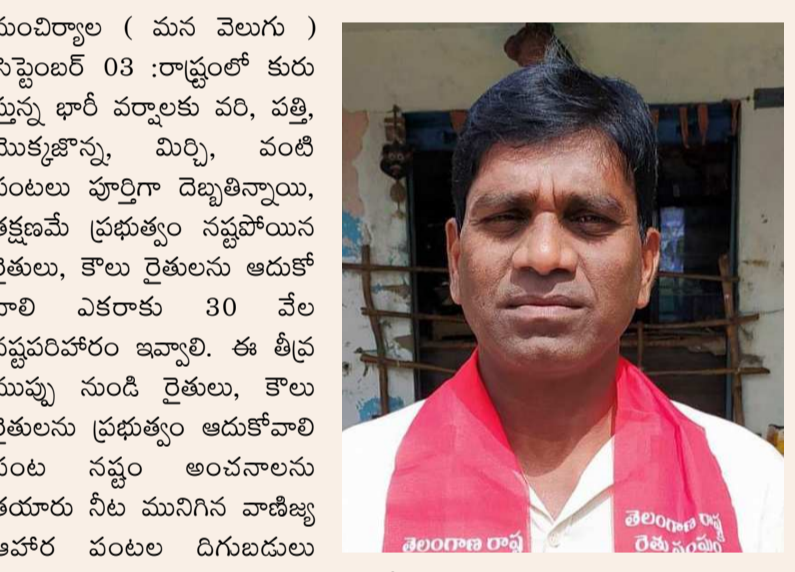 మంచిర్యాల ( మన వెలుగు )
సెప్టెంబర్ 03 :రాష్ట్రంలో కురు
స్తున్న భారీ వర్షాలకు వరి, పత్తి,
మొక్కజొన్న, మిర్చి, వంటి
పంటలు పూర్తిగా దెబ్బతిన్నాయి,
తక్షణమే ప్రభుత్వం నష్టపోయిన
రైతులు, కౌలు రైతులను ఆదుకో
వాలి ఎకరాకు 30 వేల
నష్టపరిహారం ఇవ్వాలి. ఈ తీవ్ర
ముప్పు నుండి రైతులు, కౌలు
రైతులను ప్రభుత్వం ఆదుకోవాలి
పంట నష్టం అంచనాలను
తయారు నీట మునిగిన వాణిజ్య
ఆహార పంటల దిగుబడులు
తెలంగాణ రాష్ట్ర
తెలంగాణ రాష్ట్ర
రైతు సంఘం